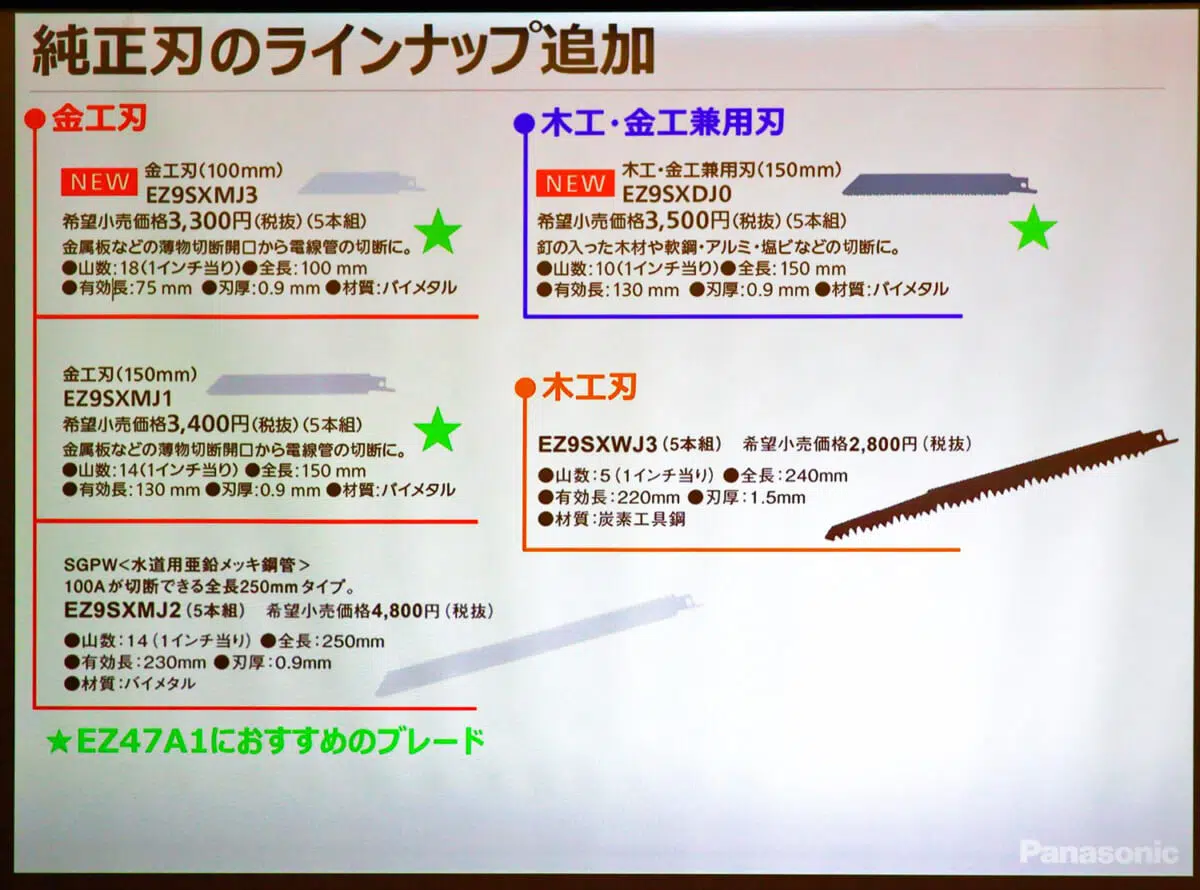 純正刃のラインナップ追加
●金工刃
NEW
金工刃(100mm)
EZ9SXMJ3
希望小売価格3,300円(税抜)(5本組)
金属板などの薄物切断開口から電線管の切断に。
●山数:18(1インチ当り)●全長:100 mm
●有効長:75 mm ●刃厚:0.9 mm ●材質:バイメタル
★
金工刃(150mm)
EZ9SXMJ1
希望小売価格3,400円(税抜)(5本組)
金属板などの薄物切断開口から電線管の切断に。
●山数:14(1インチ当り) ●全長:150 mm
●有効長:130 mm ●刃厚:0.9 mm ●材質:バイメタル
★
SGPW<水道用亜鉛メッキ鋼管>
100Aが切断できる全長250mmタイプ。
EZ9SXMJ2(5本組) 希望小売価格4,800円(税抜)
●山数:14(1インチ当り) ●全長:250mm
●有効長:230mm ●刃厚:0.9mm
●材質:バイメタル
★EZ47A1におすすめのブレード
●木工・金工兼用刃
NEW
木工・金工兼用刃(150mm)
EZ9SXDJ0
希望小売価格3,500円(税抜)(5本組)
釘の入った木材や軟鋼・アルミ・塩ビなどの切断に。
●山数:10(1インチ当り)●全長:150 mm
●有効長:130 mm ●刃厚:0.9 mm ●材質:バイメタル
★
●木工刃
EZ9SXWJ3(5本組) 希望小売価格2,800円(税抜)
●山数:5(1インチ当り) ●全長:240mm
●有効長:220mm ●刃厚:1.5mm
●材質:炭素工具鋼
Panasonic